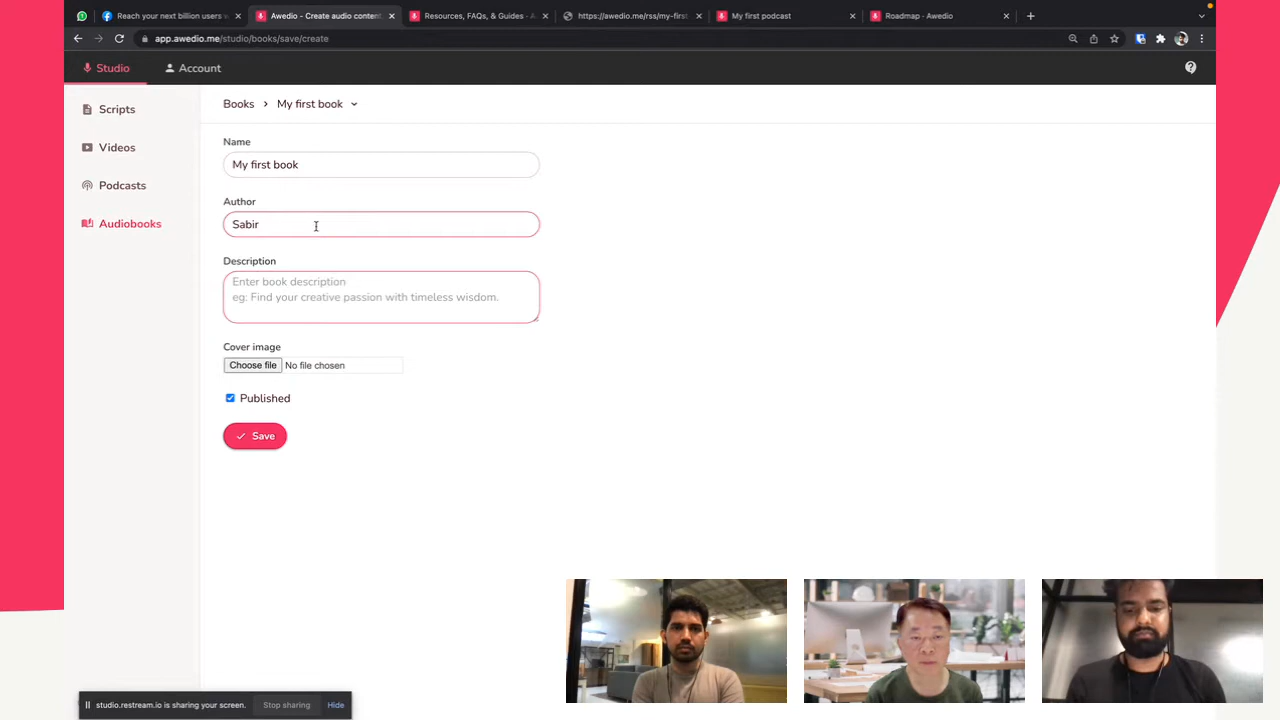 Reach your next billion users w
Awedio - Create audio content
Resources, FAQs, & Guides - A
https://awedio.me/rss/my-first
My first podcast
Roadmap - Awedio
app.awedio.me/studio/books/save/create
Studio
Account
Scripts
Videos
Podcasts
Audiobooks
Books > My first book
Name
My first book
Author
Sabir
Description
Enter book description
eg: Find your creative passion with timeless wisdom.
Cover image
Choose file No file chosen
Published
Save
studio.restream.io is sharing your screen.
Stop sharing
Hide